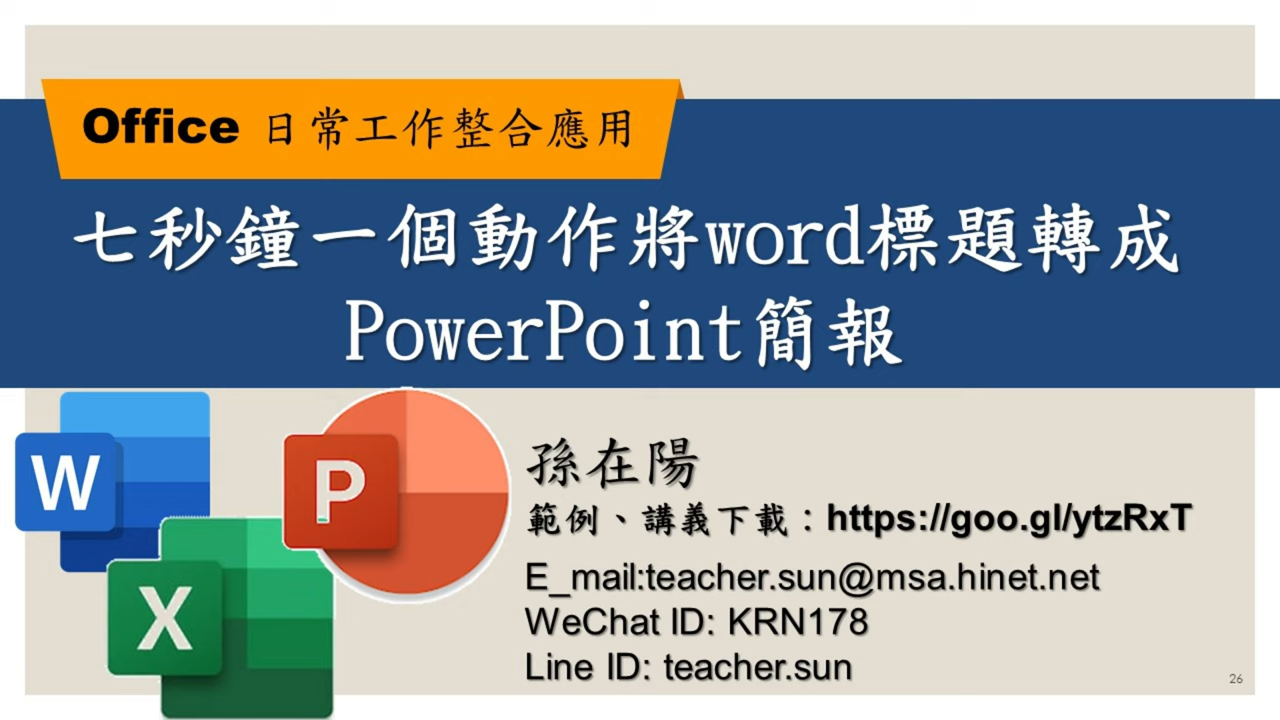 Office 日常工作整合應用
七秒鐘一個動作將word標題轉成
PowerPoint簡報
孫在陽
範例、講義下載：https://goo.gl/ytzRxT
E_mail:teacher.sun@msa.hinet.net
WeChat ID: KRN178
Line ID: teacher.sun
W
P
X
26